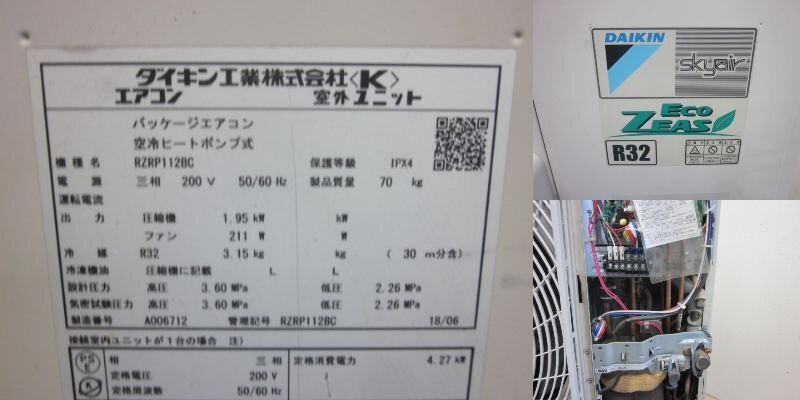 ダイキン工業株式会社〈K〉
エアコン 室外ユニット
パッケージエアコン
空冷ヒートポンプ式
機種名 RZRP112BC 保護等級 IPX4
電源 三相 200 V 50/60 Hz 製品質量 70 kg
運転電流
出力 圧縮機 1.95 kW kW
ファン 211 W W
冷媒 R32 3.15 kg kg ( 30 m分含)
冷凍機油 圧縮機に記載 L L
設計圧力 高圧 3.60 MPa 低圧 2.26 MPa
気密試験圧力 高圧 3.60 MPa 低圧 2.26 MPa
製造番号 A006712 管理記号 RZRP112BC 18/06
接続室内ユニットが1台の場合 注)
PS E
相 三相 定格消費電力 4.27 kW
定格電圧 200 V
定格周波数 50/60 Hz
DAIKIN
skyair
Eco
ZEAS
R32